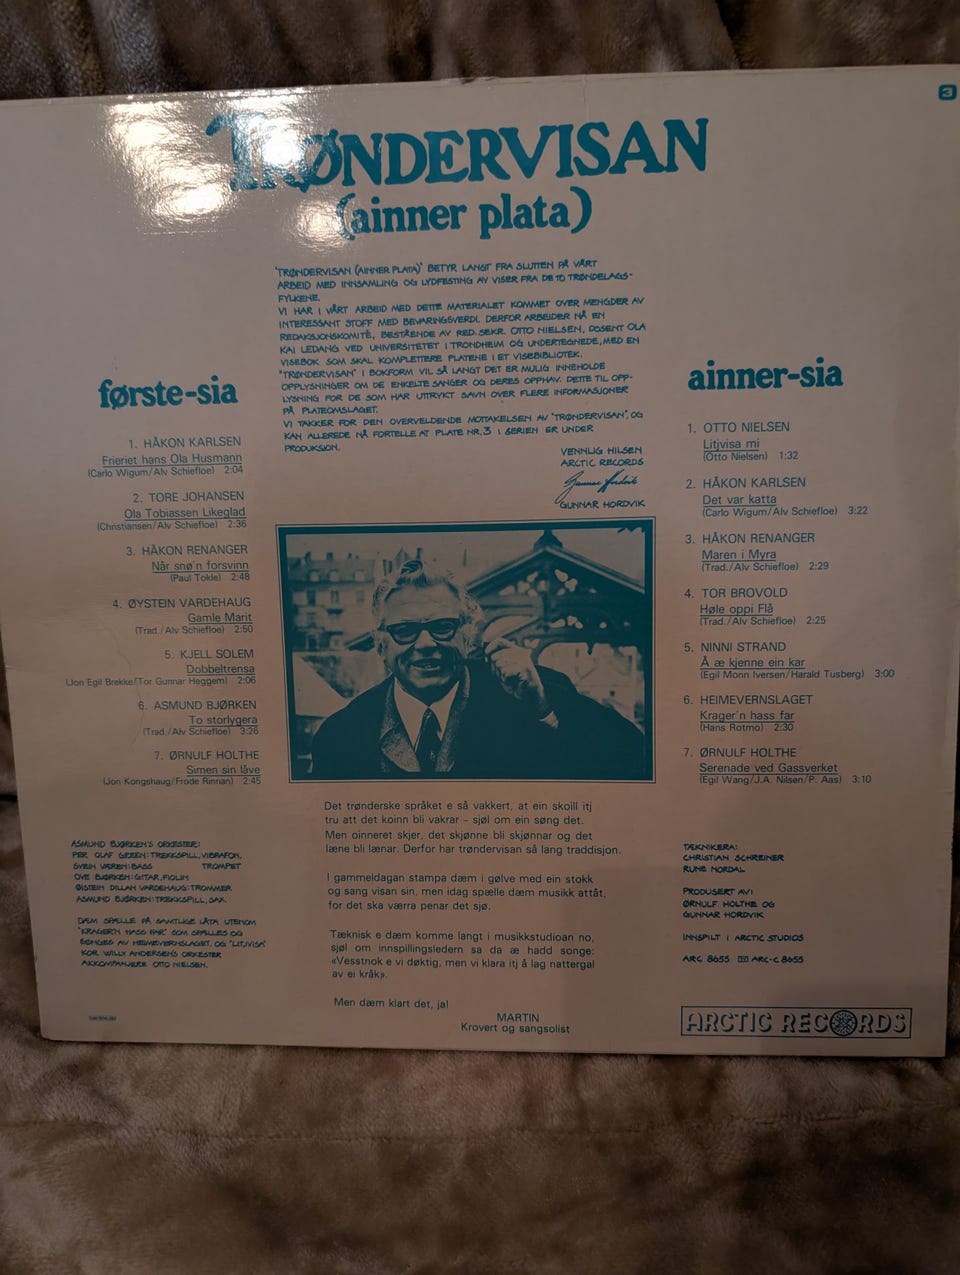 3
TRØNDERVISAN
(ainner plata)
"TRØNDERVISAN (AINNER PLATA)" BETYR LANGT FRA SLUTTEN PÅ VÅRT
ARBEID MED INNSAMLING OG LYDFESTING AV VISER FRA DE TO TRØNDELAGS-
FYLKENE.
VI HAR I VÅRT ARBEID MED DETTE MATERIALET KOMMET OVER MENGDER AV
INTERESSANT STOFF MED BEVARINGSVERDI. DERFOR ARBEIDER NÅ EN
REDAKSJONSKOMITÈ, BESTÅENDE AV RED.SEKR. OTTO NIELSEN, DOSENT OLA
KAI LEDANG VED UNIVERSITETET I TRONDHEIM OG UNDERTEGNEDE, MED EN
VISEBOK SOM SKAL KOMPLETTERE PLATENE I ET VISEBIBLIOTEK.
"TRØNDERVISAN" I BOKFORM VIL SÅ LANGT DET ER MULIG INNEHOLDE
OPPLYSNINGER OM DE ENKELTE SANGER OG DERES OPPHAV. DETTE TIL OPP-
LYSNING FOR DE SOM HAR UTTRYKT SAVN OVER FLERE INFORMASJONER
PÅ PLATEOMSLAGET.
VI TAKKER FOR DEN OVERVELDENDE MOTTAKELSEN AV "TRØNDERVISAN", OG
KAN ALLEREDE NÅ FORTELLE AT PLATE NR.3 I SERIEN ER UNDER
PRODUKSJON.
VENNLIG HILSEN
ARCTIC RECORDS
Gunnar Hordvik
GUNNAR HORDVIK
første-sia
1. HÅKON KARLSEN
Frieriet hans Ola Husmann
(Carlo Wigum/Alv Schiefloe) 2:04
2. TORE JOHANSEN
Ola Tobiassen Likeglad
(Christiansen/Alv Schiefloe) 2:36
3. HÅKON RENANGER
Når snø'n forsvinn
(Paul Tokle) 2:48
4. ØYSTEIN VARDEHAUG
Gamle Marit
(Trad./Alv Schiefloe) 2:50
5. KJELL SOLEM
Dobbeltrensa
(Jon Egil Brekke/Tor Gunnar Heggem) 2:06
6. ASMUND BJØRKEN
To storlygera
(Trad./Alv Schiefloe) 3:26
7. ØRNULF HOLTHE
Simen sin låve
(Jon Kongshaug/Frode Rinnan) 2:45
ainner-sia
1. OTTO NIELSEN
Litjvisa mi
(Otto Nielsen) 1:32
2. HÅKON KARLSEN
Det var katta
(Carlo Wigum/Alv Schiefloe) 3:22
3. HÅKON RENANGER
Maren i Myra
(Trad./Alv Schiefloe) 2:29
4. TOR BROVOLD
Høle oppi Flå
(Trad./Alv Schiefloe) 2:25
5. NINNI STRAND
Å æ kjenne ein kar
(Egil Monn Iversen/Harald Tusberg) 3:00
6. HEIMEVERNSLAGET
Krager'n hass far
(Hans Rotmo) 2:30
7. ØRNULF HOLTHE
Serenade ved Gassverket
(Egil Wang/J.A. Nilsen/P. Aas) 3:10
Det trønderske språket e så vakkert, at ein skoill itj
tru att det koinn bli vakrar - sjøl om ein søng det.
Men oinneret skjer, det skjønne bli skjønnar og det
læne bli lænar. Derfor har trøndervisan så lang traddisjon.
I gammeldagan stampa dæm i gølve med ein stokk
og sang visan sin, men idag spælle dæm musikk attåt,
for det ska værra penar det sjø.
Tæknisk e dæm komme langt i musikkstudioan no,
sjøl om innspillingsledern sa da æ hadd songe:
«Vesstnok e vi døktig, men vi klara itj å lag nattergal
av ei kråk».
Men dæm klart det, ja!
MARTIN
Krovert og sangsolist
ASMUND BJØRKEN'S ORKESTER:
PER OLAF GREEN: TREKKSPILL, VIBRAFON,
SVEIN VÆREN: BASS TROMPET
OVE BJØRKEN: GITAR, FIOLIN
ØISTEIN DILLAN VARDEHAUG: TROMMER
ASMUND BJØRKEN: TREKKSPILL, SAX.
DÆM SPELLE PÅ SAMTLIGE LÅTA UTENOM
"KRAGER'N HASS FAR" SOM SPELLES OG
SØNGES AV HEIMEVERNSLAGET. OG "LITJVISA"
KOR WILLY ANDERSEN'S ORKESTER
AKKOMPANJERE OTTO NIELSEN.
TÆKNIKERA:
CHRISTIAN SCHREINER
RUNE NORDAL
PRODUSERT AV:
ØRNULF HOLTHE OG
GUNNAR HORDVIK
INNSPILT I ARCTIC STUDIOS
ARC 8655 ARC-C 8655
ARCTIC RECORDS